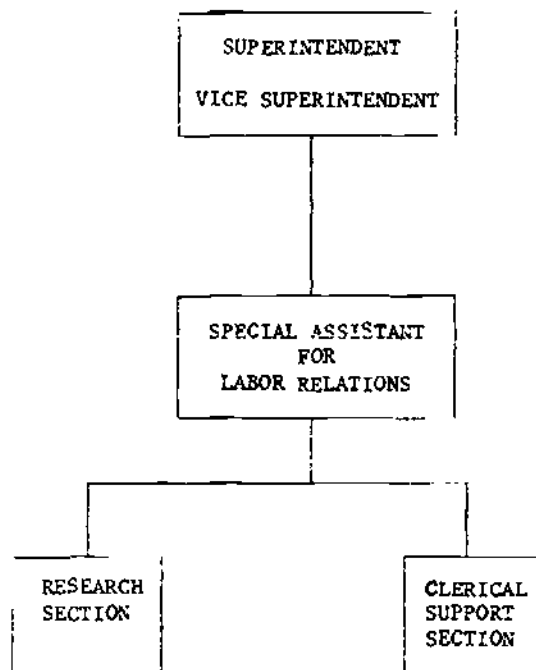 SUPERINTENDENT
VICE SUPERINTENDENT
SPECIAL ASSISTANT
FOR
LABOR RELATIONS
RESEARCH
SECTION
CLERICAL
SUPPORT
SECTION